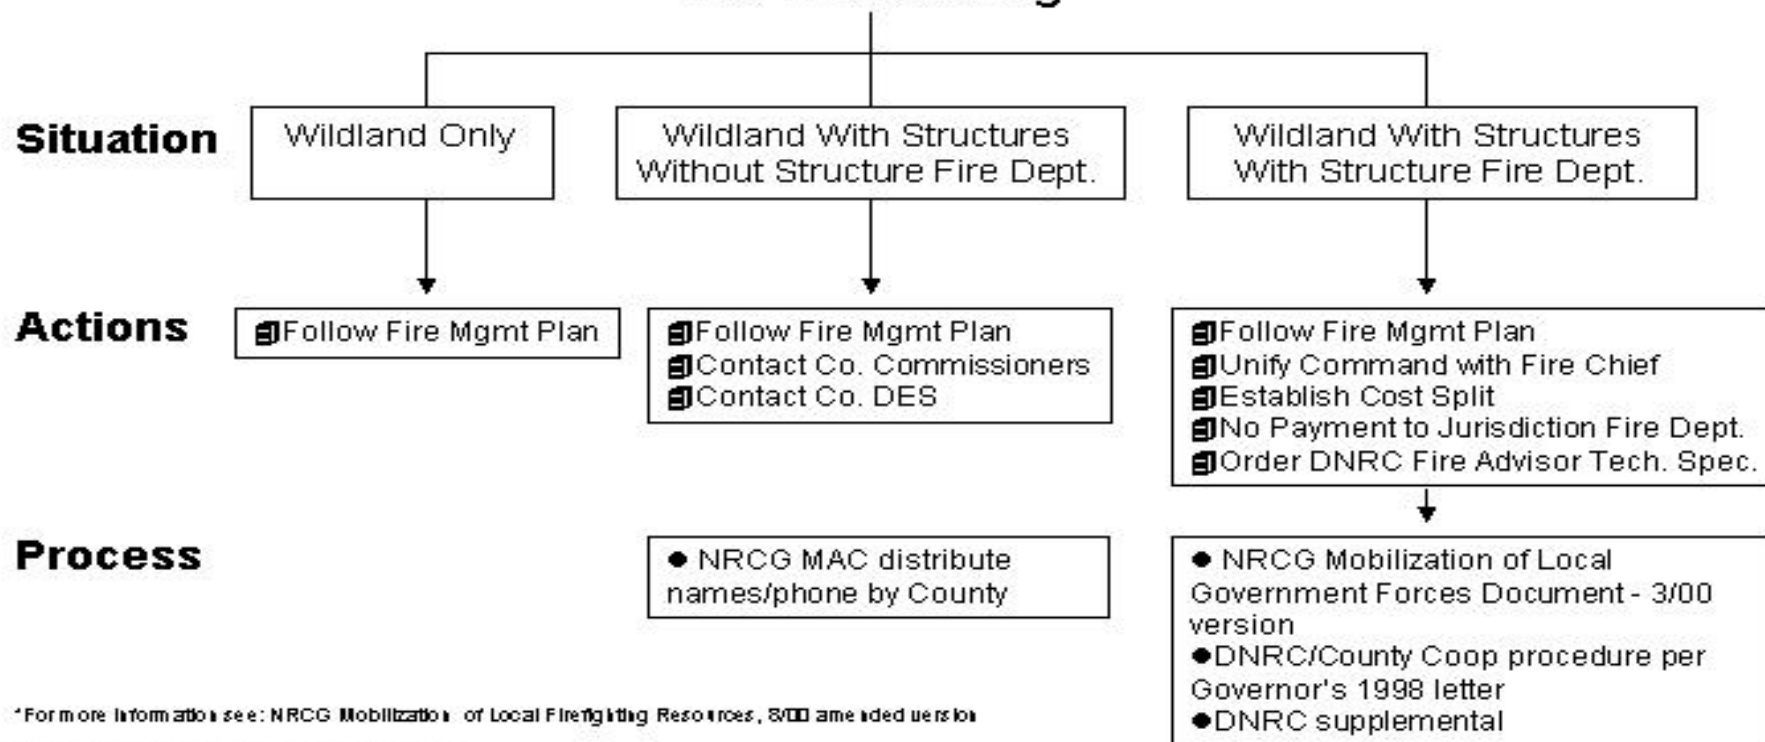 Situation
Wildland Only
Wildland With Structures
Without Structure Fire Dept.
Wildland With Structures
With Structure Fire Dept.
Actions
Follow Fire Mgmt Plan
Follow Fire Mgmt Plan
Contact Co. Commissioners
Contact Co. DES
Follow Fire Mgmt Plan
Unify Command with Fire Chief
Establish Cost Split
No Payment to Jurisdiction Fire Dept.
Order DNRC Fire Advisor Tech. Spec.
Process
● NRCG MAC distribute
names/phone by County
● NRCG Mobilization of Local
Government Forces Document - 3/00
version
●DNRC/County Coop procedure per
Governor's 1998 letter
●DNRC supplemental
*For more information see: NRCG Mobilization of Local Firefighting Resources, 8/00 amended version